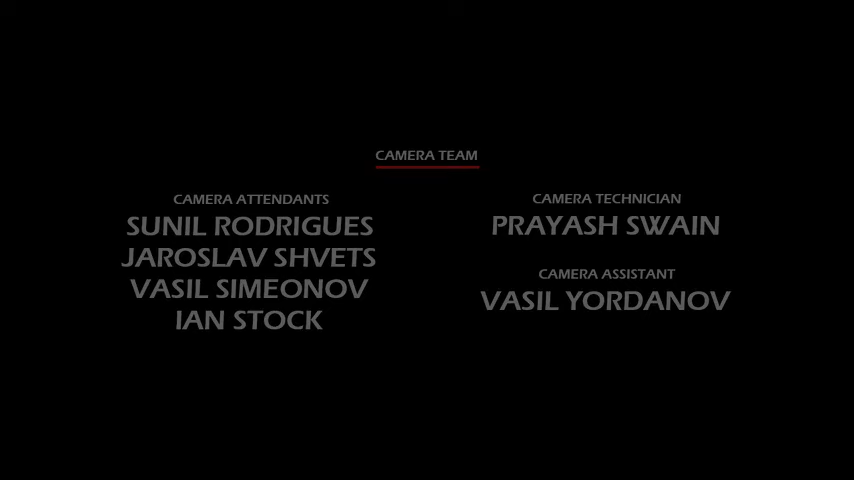 CAMERA TEAM
CAMERA ATTENDANTS
SUNIL RODRIGUES
JAROSLAV SHVETS
VASIL SIMEONOV
IAN STOCK
CAMERA TECHNICIAN
PRAYASH SWAIN
CAMERA ASSISTANT
VASIL YORDANOV